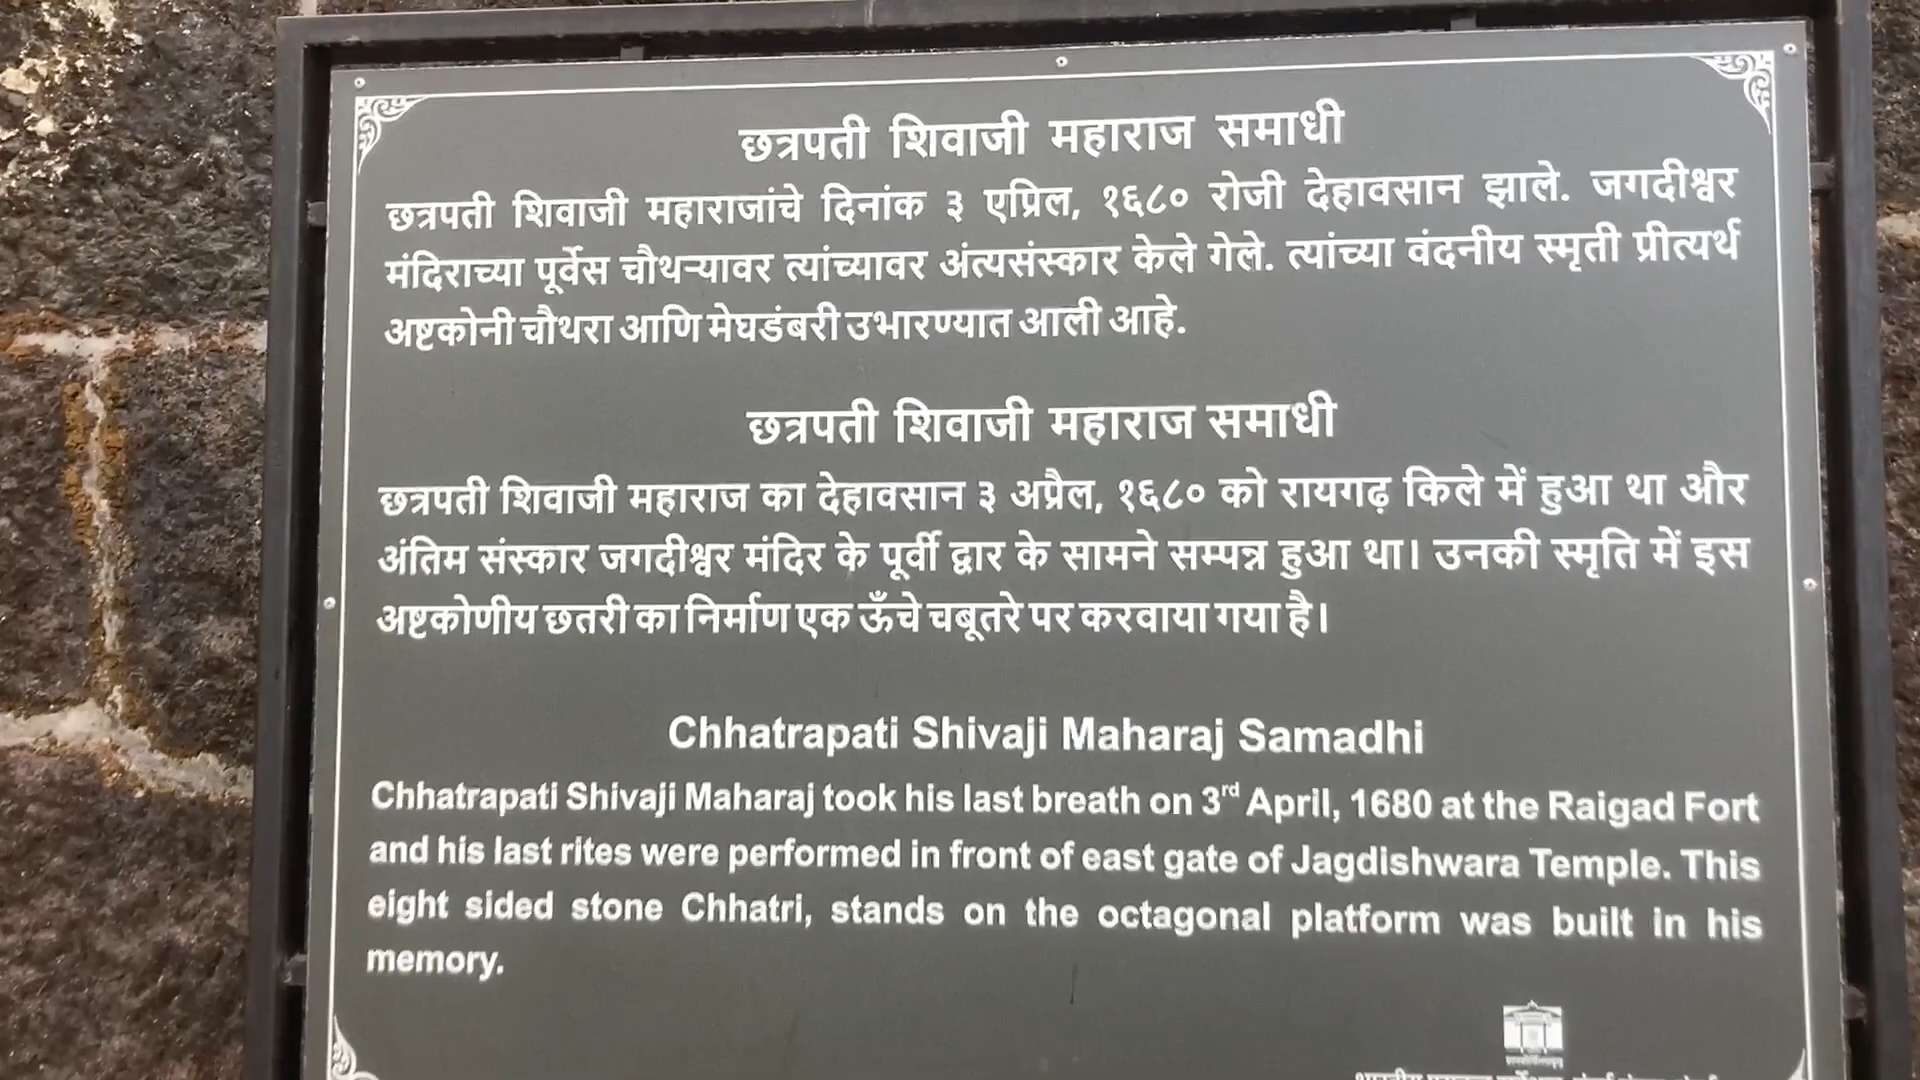 छत्रपती शिवाजी महाराज समाधी
छत्रपती शिवाजी महाराजांचे दिनांक ३ एप्रिल, १६८० रोजी देहावसान झाले. जगदीश्वर
मंदिराच्या पूर्वेस चौथऱ्यावर त्यांच्यावर अंत्यसंस्कार केले गेले. त्यांच्या वंदनीय स्मृती प्रीत्यर्थ
अष्टकोनी चौथरा आणि मेघडंबरी उभारण्यात आली आहे.
छत्रपती शिवाजी महाराज समाधी
छत्रपती शिवाजी महाराज का देहावसान ३ अप्रैल, १६८० को रायगढ़ किले में हुआ था और
अंतिम संस्कार जगदीश्वर मंदिर के पूर्वी द्वार के सामने सम्पन्न हुआ था। उनकी स्मृति में इस
अष्टकोणीय छतरी का निर्माण एक ऊँचे चबूतरे पर करवाया गया है।
Chhatrapati Shivaji Maharaj Samadhi
Chhatrapati Shivaji Maharaj took his last breath on 3rd April, 1680 at the Raigad Fort
and his last rites were performed in front of east gate of Jagdishwara Temple. This
eight sided stone Chhatri, stands on the octagonal platform was built in his
memory.